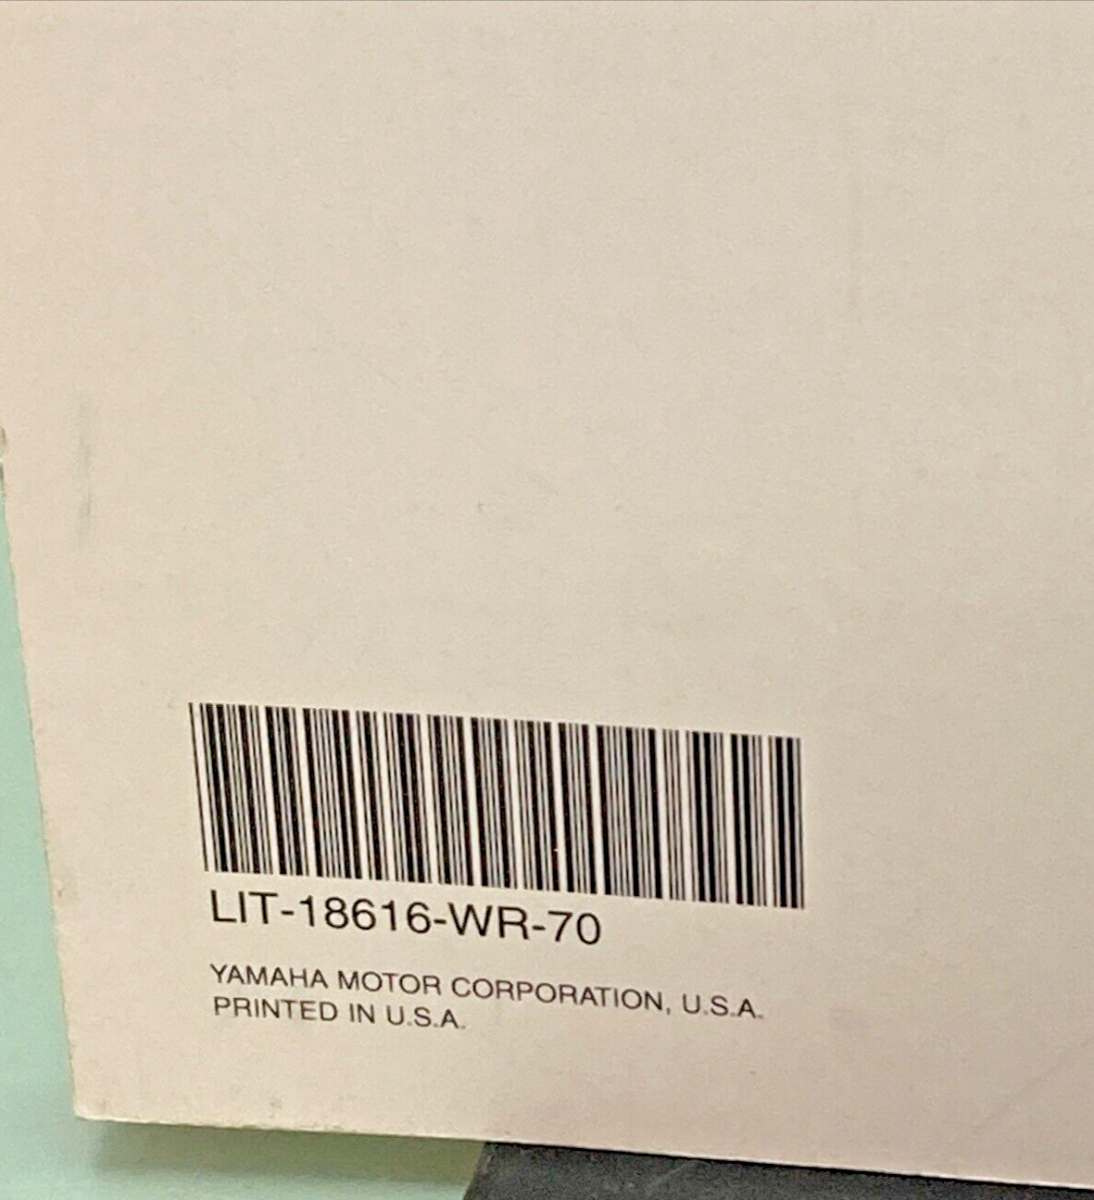 LIT-18616-WR-70
YAMAHA MOTOR CORPORATION, U.S.A.
PRINTED IN U.S.A.